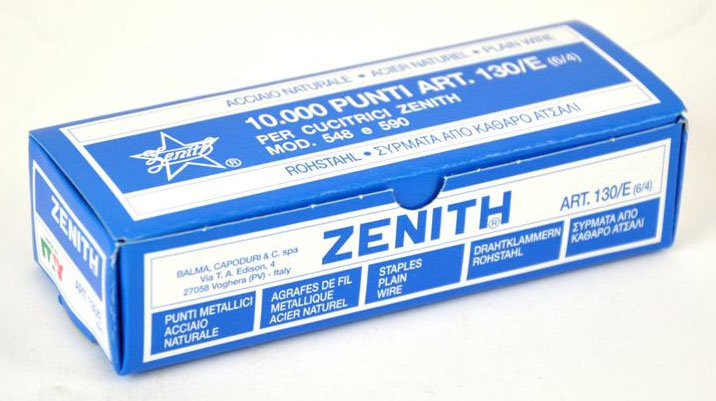 ACCIAIO NATURALE • ACIER NATUREL • PLAIN WIRE
10.000 PUNTI ART. 130/E (6/4)
PER CUCITRICI ZENITH
MOD. 548 e 590
ROHSTAHL • ΣΥΡΜΑΤΑ ΑΠΟ ΚΑΘΑΡΟ ΑΤΣΑΛΙ
Zenith ®
ZENITH ®
ART. 130/E (6/4)
BALMA, CAPODURI & C. spa
Via T. A. Edison, 4
27058 Voghera (PV) - Italy
PUNTI METALLICI
ACCIAIO
NATURALE
AGRAFES DE FIL
METALLIQUE
ACIER NATUREL
STAPLES
PLAIN
WIRE
DRAHTKLAMMERN
ROHSTAHL
ΣΥΡΜΑΤΑ ΑΠΟ
ΚΑΘΑΡΟ ΑΤΣΑΛΙ
ZENITH